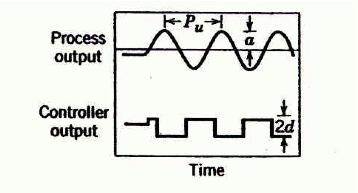 Process
output
P_u
a
Controller
output
2d
Time